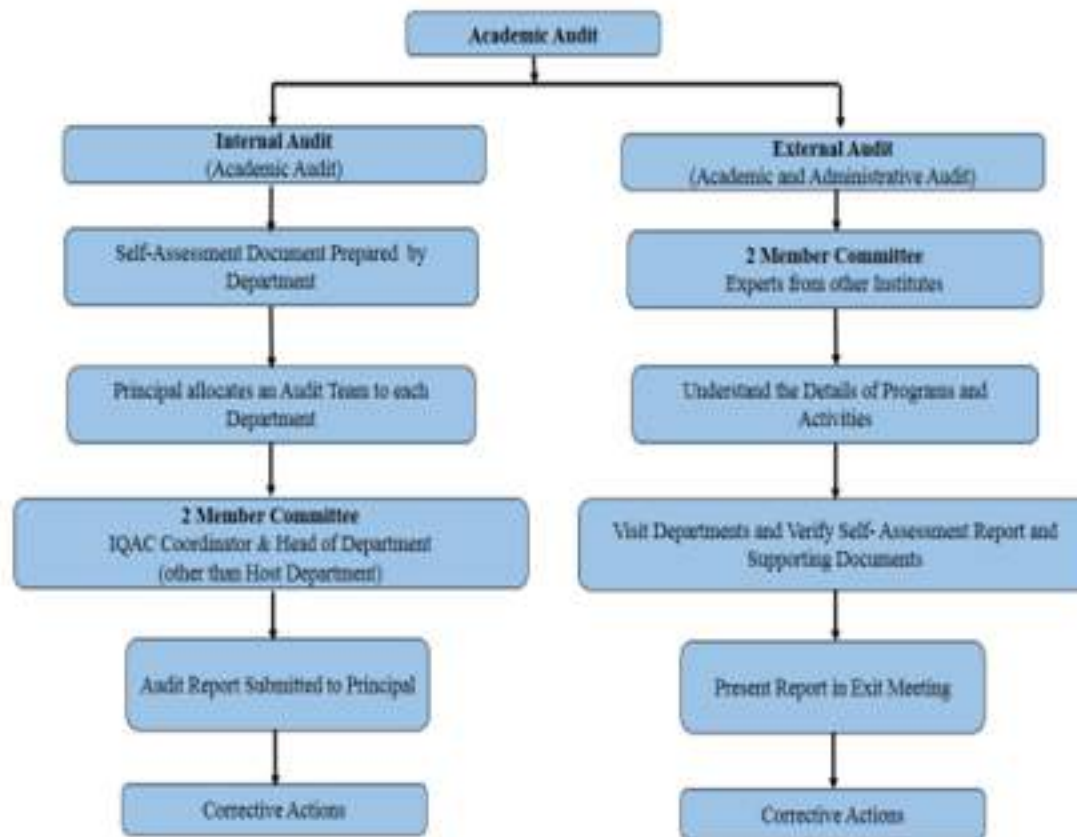 Academic Audit
Internal Audit
(Academic Audit)
Self-Assessment Document Prepared by
Department
Principal allocates an Audit Team to each
Department
2 Member Committee
IQAC Coordinator & Head of Department
(other than Host Department)
Audit Report Submitted to Principal
Corrective Actions
External Audit
(Academic and Administrative Audit)
2 Member Committee
Experts from other Institutes
Understand the Details of Programs and
Activities
Visit Departments and Verify Self- Assessment Report and
Supporting Documents
Present Report in Exit Meeting
Corrective Actions